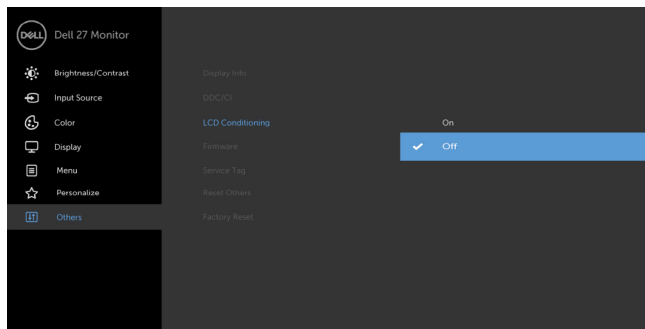 DELL Dell 27 Monitor
Brightness/Contrast Display Info
Input Source DDC/CI
Color LCD Conditioning On
Display Firmware Off
Menu Service Tag
Personalize Reset Others
Others Factory Reset